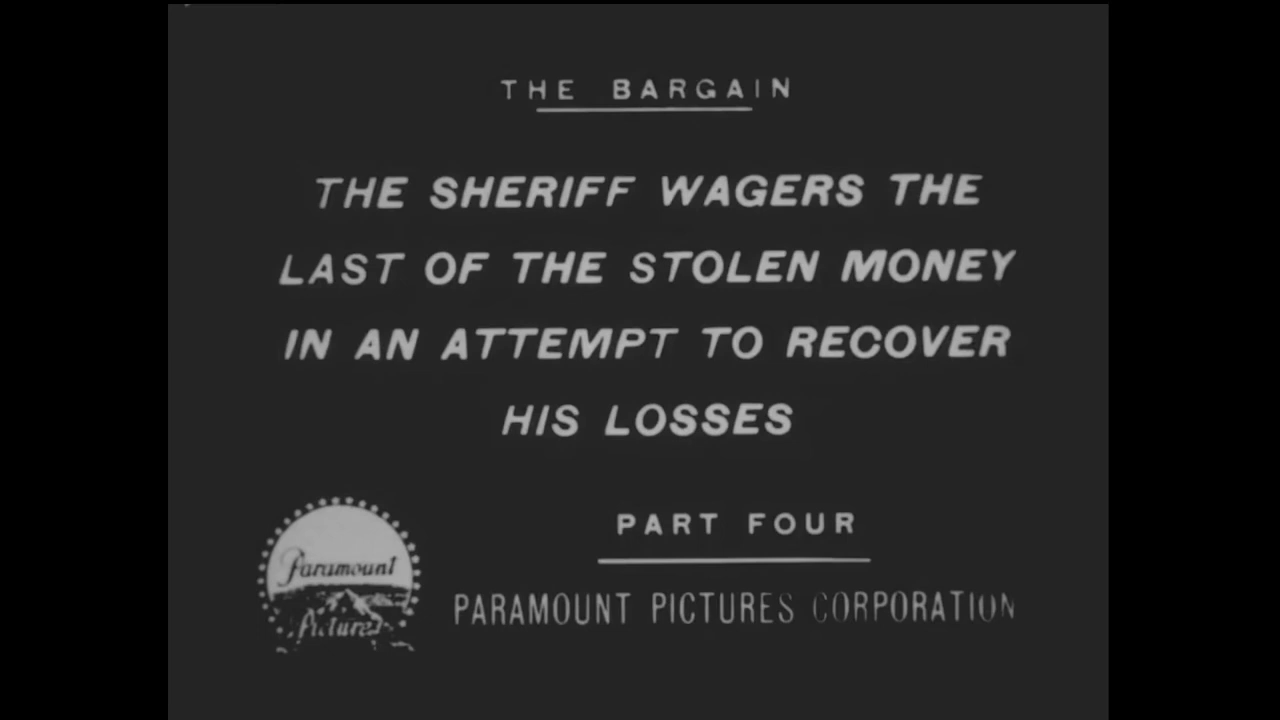 THE BARGAIN
THE SHERIFF WAGERS THE
LAST OF THE STOLEN MONEY
IN AN ATTEMPT TO RECOVER
HIS LOSSES
PART FOUR
Paramount
Pictures
PARAMOUNT PICTURES CORPORATION